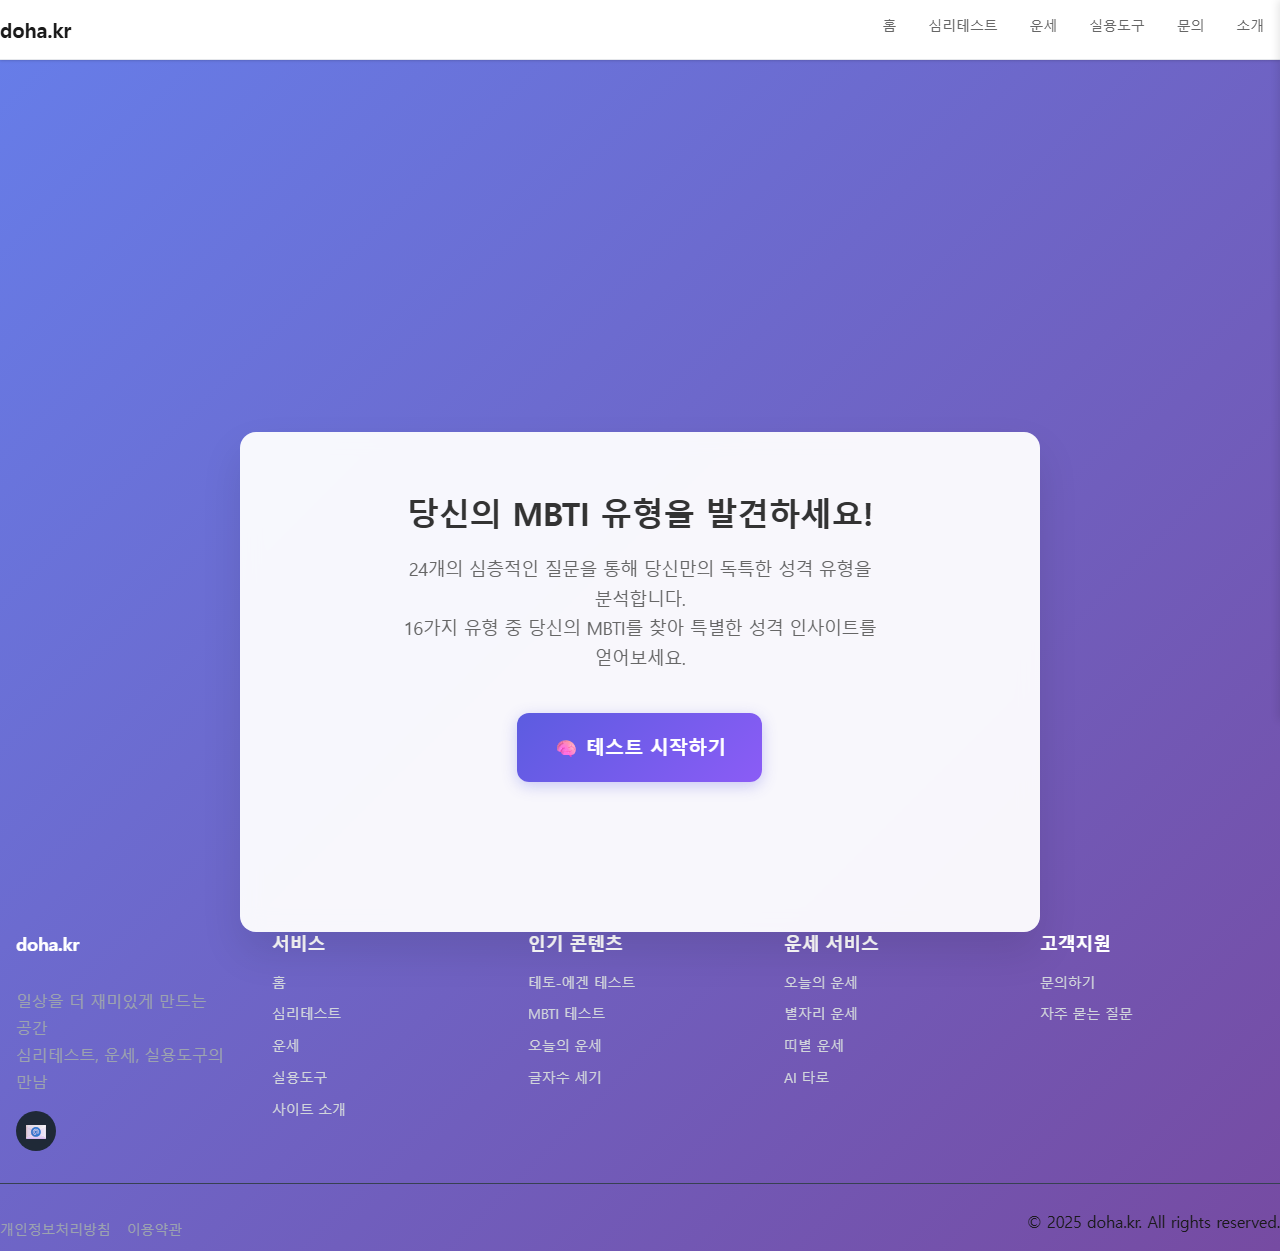 doha.kr
홈 심리테스트 운세 실용도구 문의 소개
당신의 MBTI 유형을 발견하세요!
24개의 심층적인 질문을 통해 당신만의 독특한 성격 유형을
분석합니다.
16가지 유형 중 당신의 MBTI를 찾아 특별한 성격 인사이트를
얻어보세요.
🧠 테스트 시작하기
doha.kr
일상을 더 재미있게 만드는
공간
심리테스트, 운세, 실용도구의
만남
서비스
홈
심리테스트
운세
실용도구
사이트 소개
인기 콘텐츠
테토-에겐 테스트
MBTI 테스트
오늘의 운세
글자수 세기
운세 서비스
오늘의 운세
별자리 운세
띠별 운세
AI 타로
고객지원
문의하기
자주 묻는 질문
개인정보처리방침 이용약관
© 2025 doha.kr. All rights reserved.